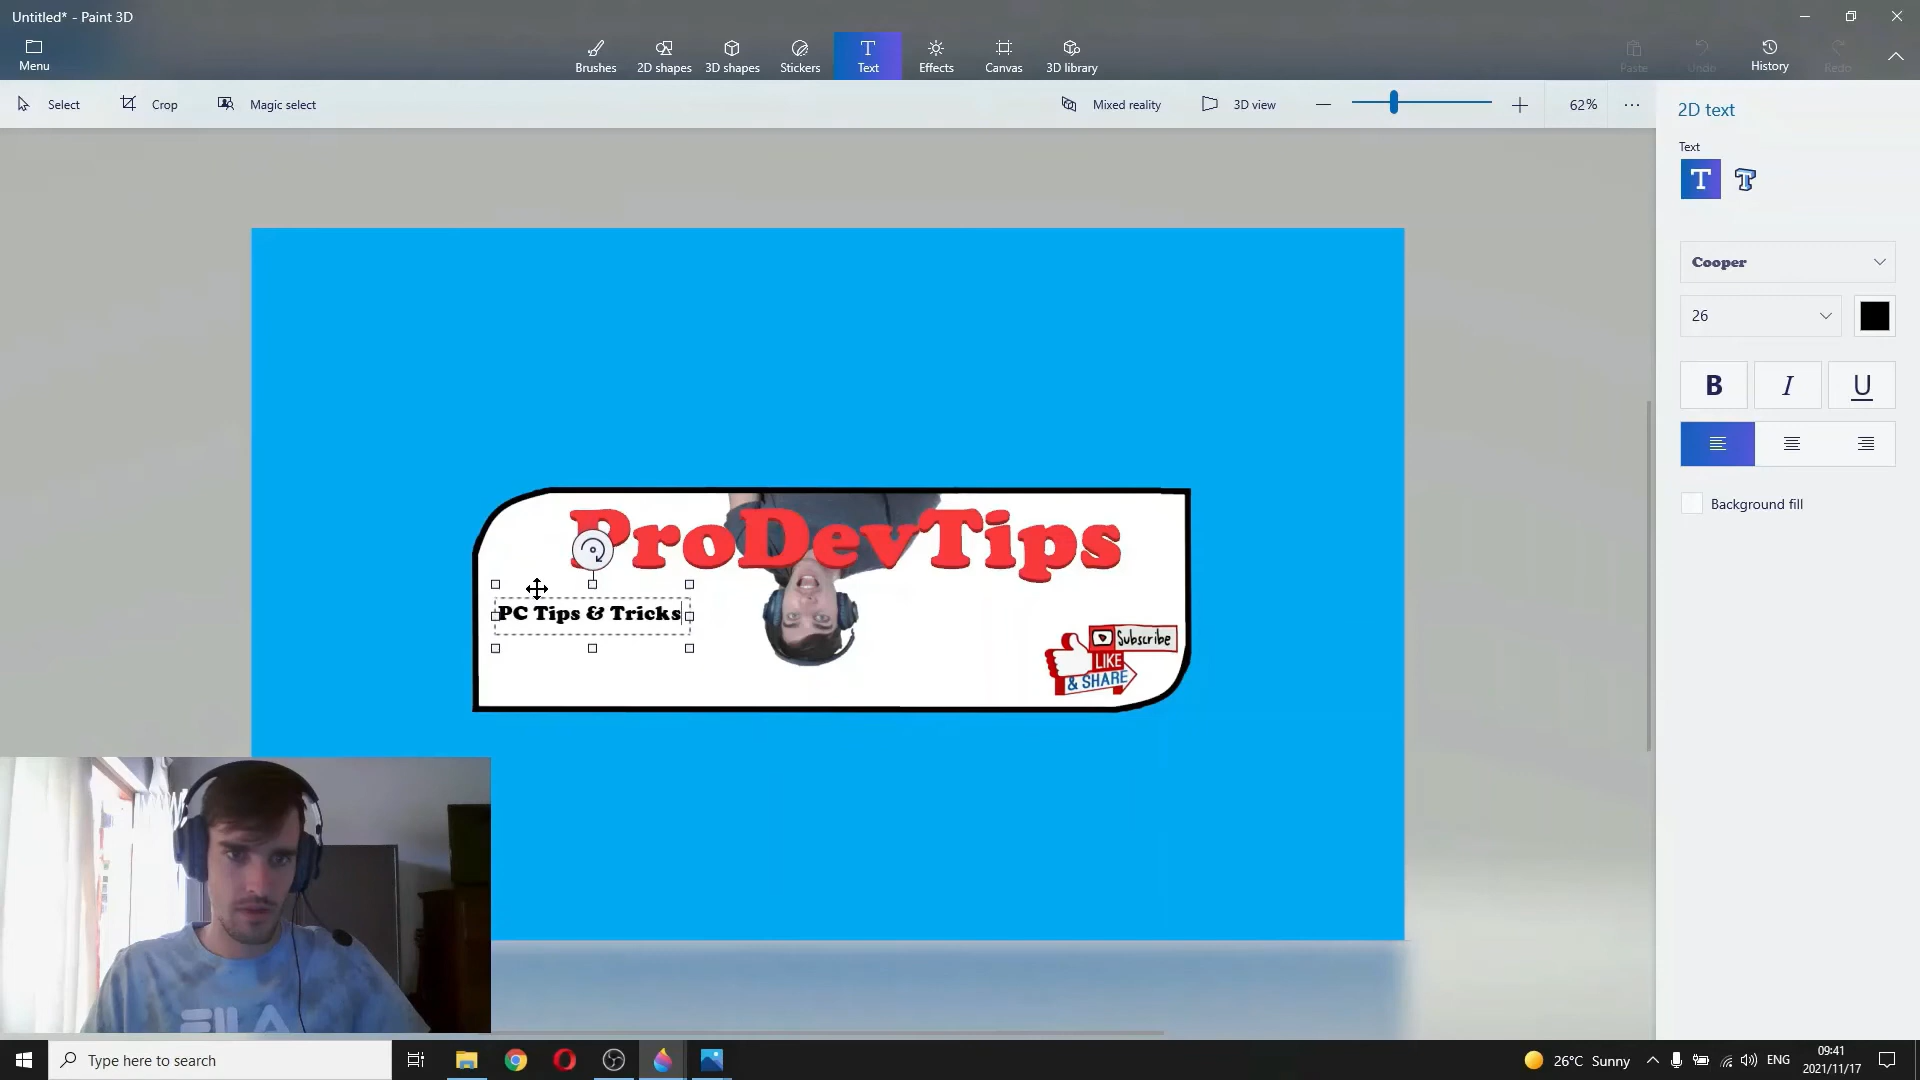 Untitled* - Paint 3D
Menu
Brushes
2D shapes
3D shapes
Stickers
Text
Effects
Canvas
3D library
Paste
Undo
History
Redo
Select
Crop
Magic select
Mixed reality
3D view
62%
2D text
Text
Cooper
26
B
I
U
Background fill
ProDevTips
PC Tips & Tricks
Subscribe
LIKE
& SHARE
FILA
Type here to search
26°C Sunny
ENG
09:41
2021/11/17